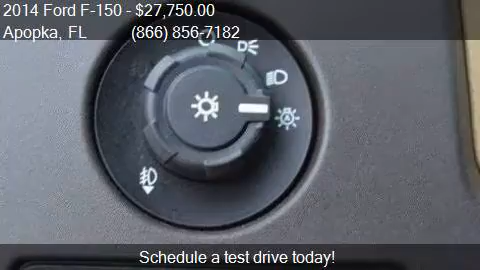 2014 Ford F-150 - $27,750.00
Apopka, FL (866) 856-7182
Schedule a test drive today!